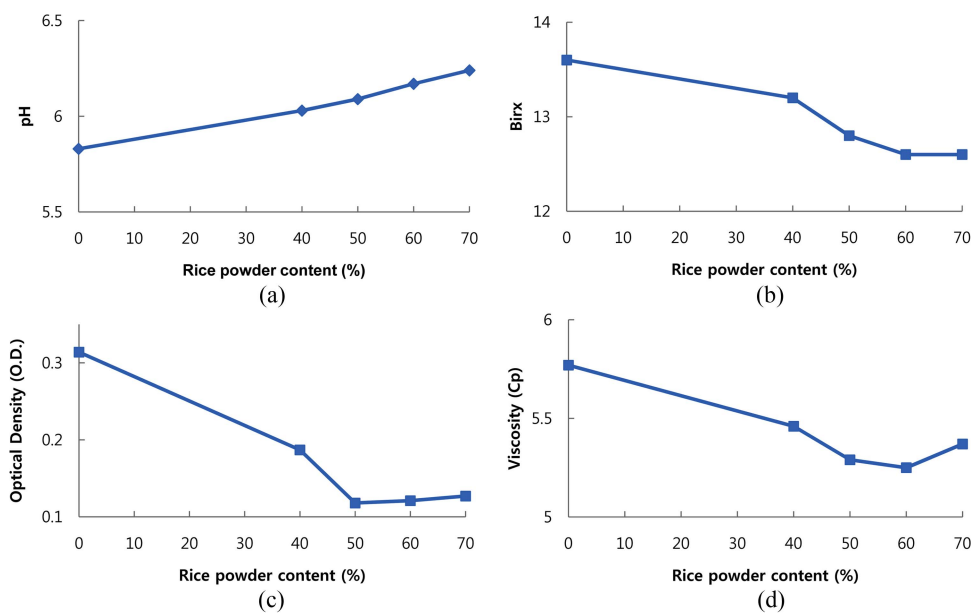 6.5
6
5.5
pH
0 10 20 30 40 50 60 70
Rice powder content (%)
(a)
14
13
12
Birx
0 10 20 30 40 50 60 70
Rice powder content (%)
(b)
0.3
0.2
0.1
Optical Density (O.D.)
0 10 20 30 40 50 60 70
Rice powder content (%)
(c)
6
5.5
5
Viscosity (Cp)
0 10 20 30 40 50 60 70
Rice powder content (%)
(d)